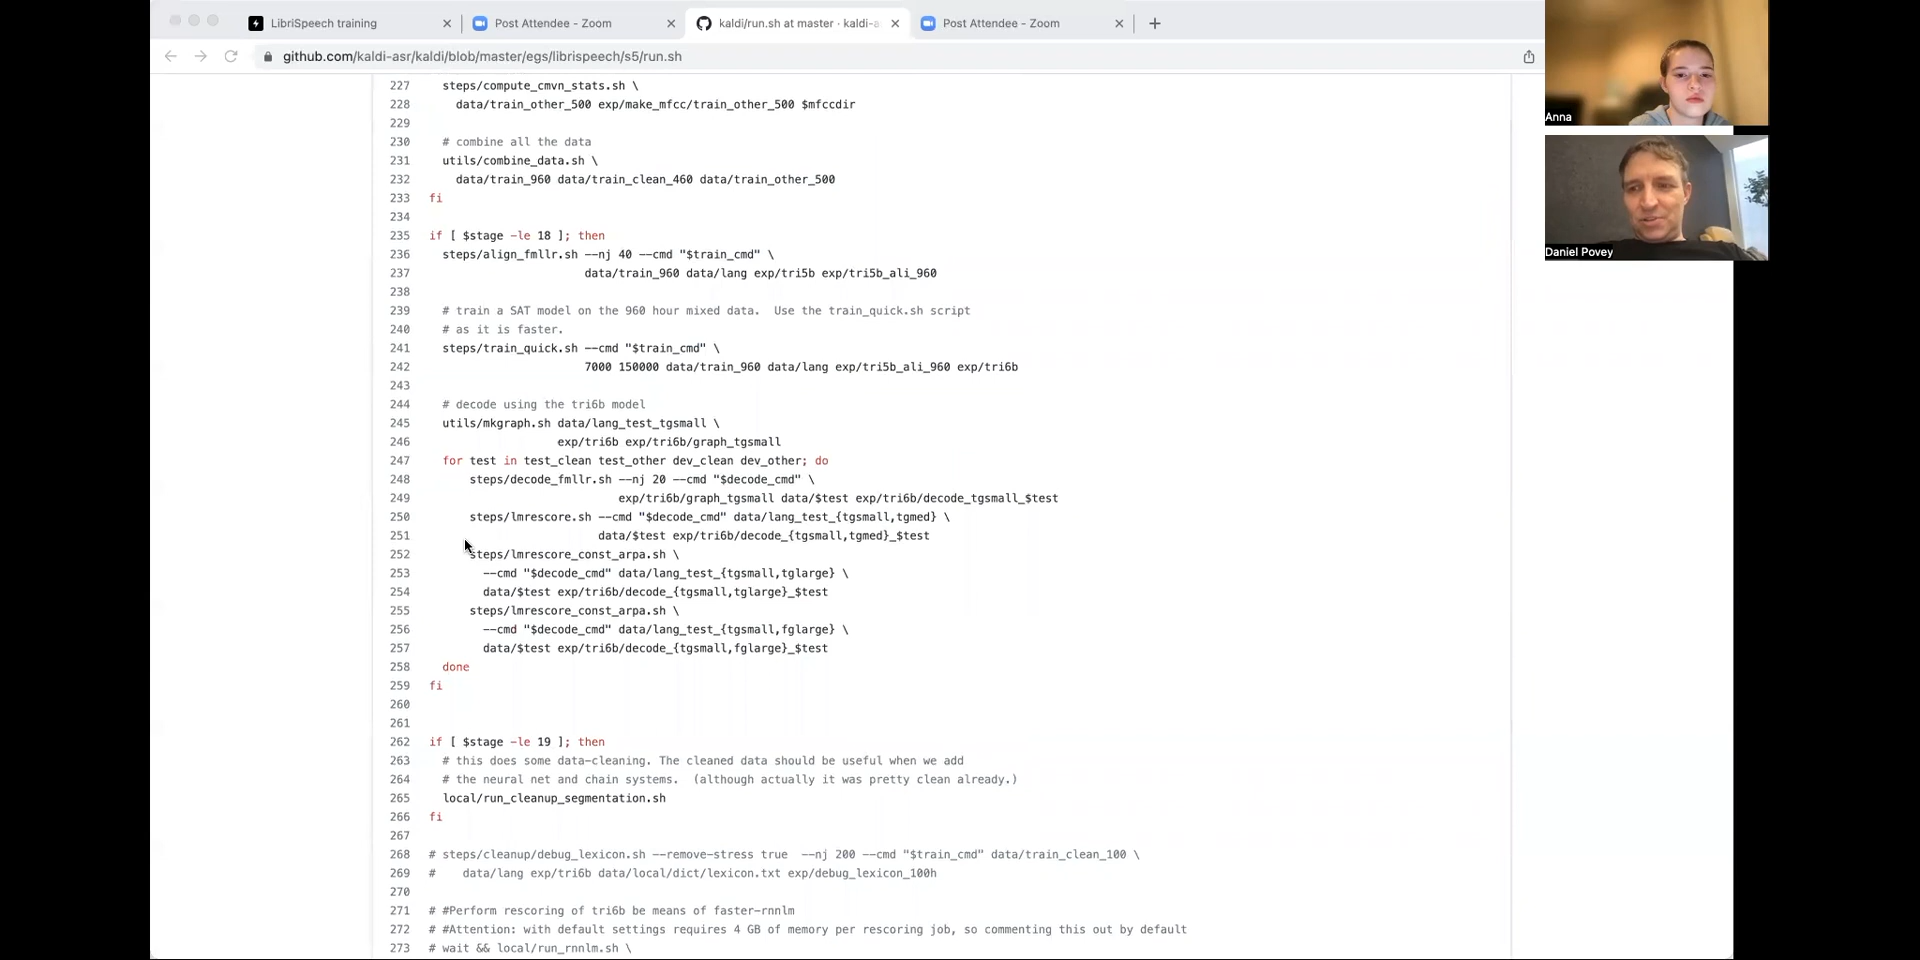 LibriSpeech training
Post Attendee - Zoom
kaldi/run.sh at master · kaldi-a
Post Attendee - Zoom
github.com/kaldi-asr/kaldi/blob/master/egs/librispeech/s5/run.sh
227 steps/compute_cmvn_stats.sh \
228 data/train_other_500 exp/make_mfcc/train_other_500 $mfccdir
229
230 # combine all the data
231 utils/combine_data.sh \
232 data/train_960 data/train_clean_460 data/train_other_500
233 fi
234
235 if [ $stage -le 18 ]; then
236 steps/align_fmllr.sh --nj 40 --cmd "$train_cmd" \
237 data/train_960 data/lang exp/tri5b exp/tri5b_ali_960
238
239 # train a SAT model on the 960 hour mixed data.  Use the train_quick.sh script
240 # as it is faster.
241 steps/train_quick.sh --cmd "$train_cmd" \
242 7000 150000 data/train_960 data/lang exp/tri5b_ali_960 exp/tri6b
243
244 # decode using the tri6b model
245 utils/mkgraph.sh data/lang_test_tgsmall \
246 exp/tri6b exp/tri6b/graph_tgsmall
247 for test in test_clean test_other dev_clean dev_other; do
248 steps/decode_fmllr.sh --nj 20 --cmd "$decode_cmd" \
249 exp/tri6b/graph_tgsmall data/$test exp/tri6b/decode_tgsmall_$test
250 steps/lmrescore.sh --cmd "$decode_cmd" data/lang_test_{tgsmall,tgmed} \
251 data/$test exp/tri6b/decode_{tgsmall,tgmed}_$test
252 steps/lmrescore_const_arpa.sh \
253 --cmd "$decode_cmd" data/lang_test_{tgsmall,tglarge} \
254 data/$test exp/tri6b/decode_{tgsmall,tglarge}_$test
255 steps/lmrescore_const_arpa.sh \
256 --cmd "$decode_cmd" data/lang_test_{tgsmall,fglarge} \
257 data/$test exp/tri6b/decode_{tgsmall,fglarge}_$test
258 done
259 fi
260
261
262 if [ $stage -le 19 ]; then
263 # this does some data-cleaning. The cleaned data should be useful when we add
264 # the neural net and chain systems.  (although actually it was pretty clean already.)
265 local/run_cleanup_segmentation.sh
266 fi
267
268 # steps/cleanup/debug_lexicon.sh --remove-stress true  --nj 200 --cmd "$train_cmd" data/train_clean_100 \
269 #    data/lang exp/tri6b data/local/dict/lexicon.txt exp/debug_lexicon_100h
270
271 # #Perform rescoring of tri6b be means of faster-rnnlm
272 # #Attention: with default settings requires 4 GB of memory per rescoring job, so commenting this out by default
273 # wait && local/run_rnnlm.sh \
Anna
Daniel Povey